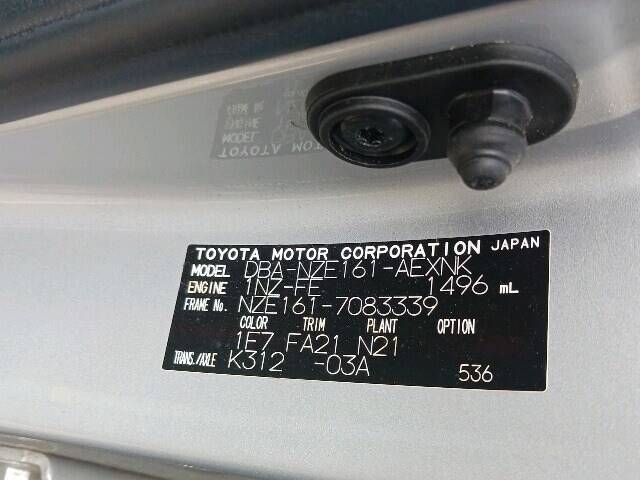 TOYOTA MOTOR CORPORATION JAPAN
MODEL DBA-NZE161-AEXNK
ENGINE 1NZ-FE 1496 mL
FRAME No. NZE161-7083339
COLOR TRIM PLANT OPTION
1E7 FA21 N21
TRANS./AXLE K312 -03A
536